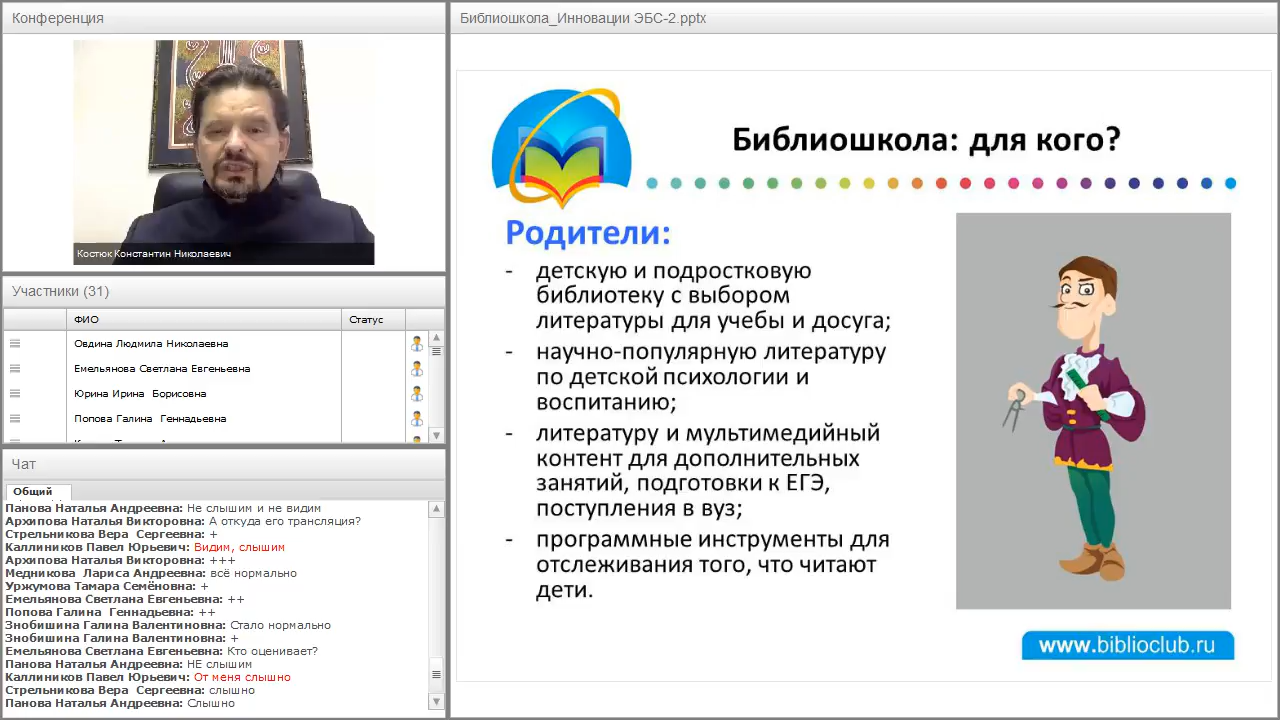 Конференция
Костюк Константин Николаевич
Участники (31)
ФИО
Статус
Овдина Людмила Николаевна
Емельянова Светлана Евгеньевна
Юрина Ирина Борисовна
Попова Галина Геннадьевна
Чат
Общий
Панова Наталья Андреевна: Не слышим и не видим
Архипова Наталья Викторовна: А откуда его трансляция?
Стрельникова Вера Сергеевна: +
Каллиников Павел Юрьевич: Видим, слышим
Архипова Наталья Викторовна: +++
Медникова Лариса Андреевна: всё нормально
Уржумова Тамара Семёновна: +
Емельянова Светлана Евгеньевна: ++
Попова Галина Геннадьевна: ++
Знобишина Галина Валентиновна: Стало нормально
Знобишина Галина Валентиновна: +
Емельянова Светлана Евгеньевна: Кто оценивает?
Панова Наталья Андреевна: НЕ слышим
Каллиников Павел Юрьевич: От меня слышно
Стрельникова Вера Сергеевна: слышно
Панова Наталья Андреевна: Слышно
Библиошкола_Инновации ЭБС-2.pptx
Библиошкола: для кого?
Родители:
- детскую и подростковую
библиотеку с выбором
литературы для учебы и досуга;
- научно-популярную литературу
по детской психологии и
воспитанию;
- литературу и мультимедийный
контент для дополнительных
занятий, подготовки к ЕГЭ,
поступления в вуз;
- программные инструменты для
отслеживания того, что читают
дети.
www.biblioclub.ru